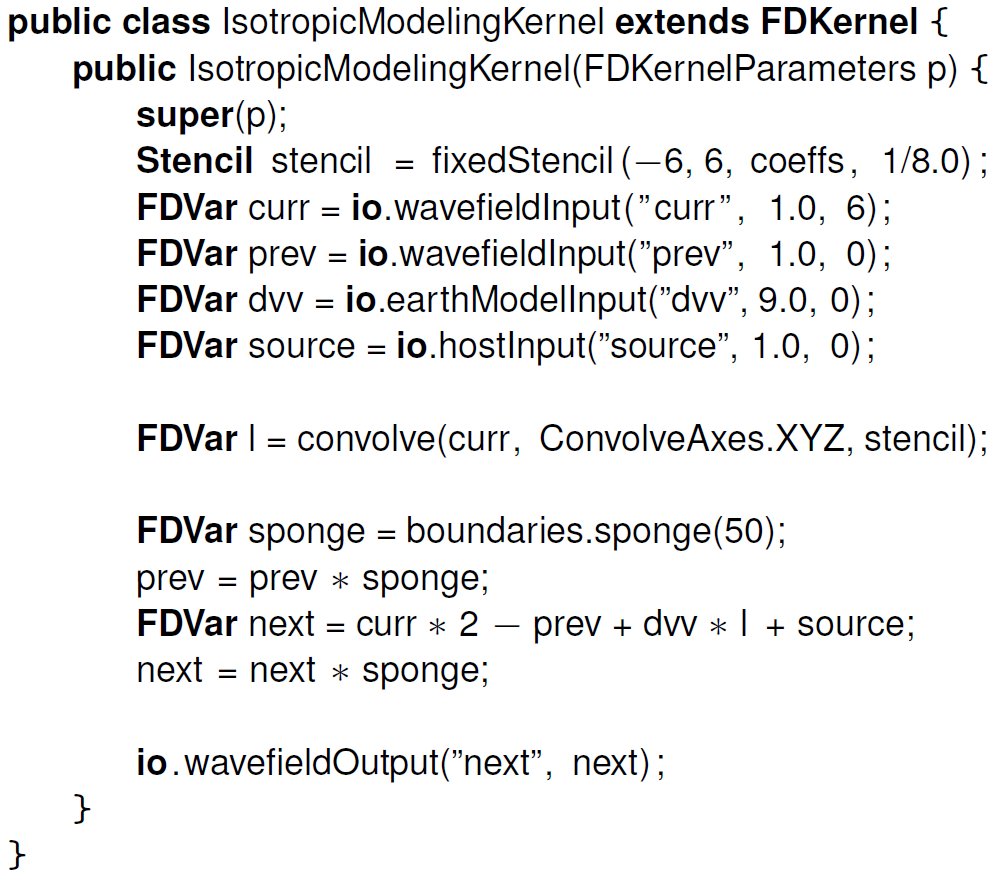 public class IsotropicModelingKernel extends FDKernel {
public IsotropicModelingKernel(FDKernelParameters p) {
super(p);
Stencil stencil = fixedStencil(−6, 6, coeffs, 1/8.0);
FDVar curr = io.wavefieldInput(”curr”, 1.0, 6);
FDVar prev = io.wavefieldInput(”prev”, 1.0, 0);
FDVar dvv = io.earthModelInput(”dvv”, 9.0, 0);
FDVar source = io.hostInput(”source”, 1.0, 0);
FDVar l = convolve(curr, ConvolveAxes.XYZ, stencil);
FDVar sponge = boundaries.sponge(50);
prev = prev ∗ sponge;
FDVar next = curr ∗ 2 − prev + dvv ∗ l + source;
next = next ∗ sponge;
io.wavefieldOutput(”next”, next);
}
}